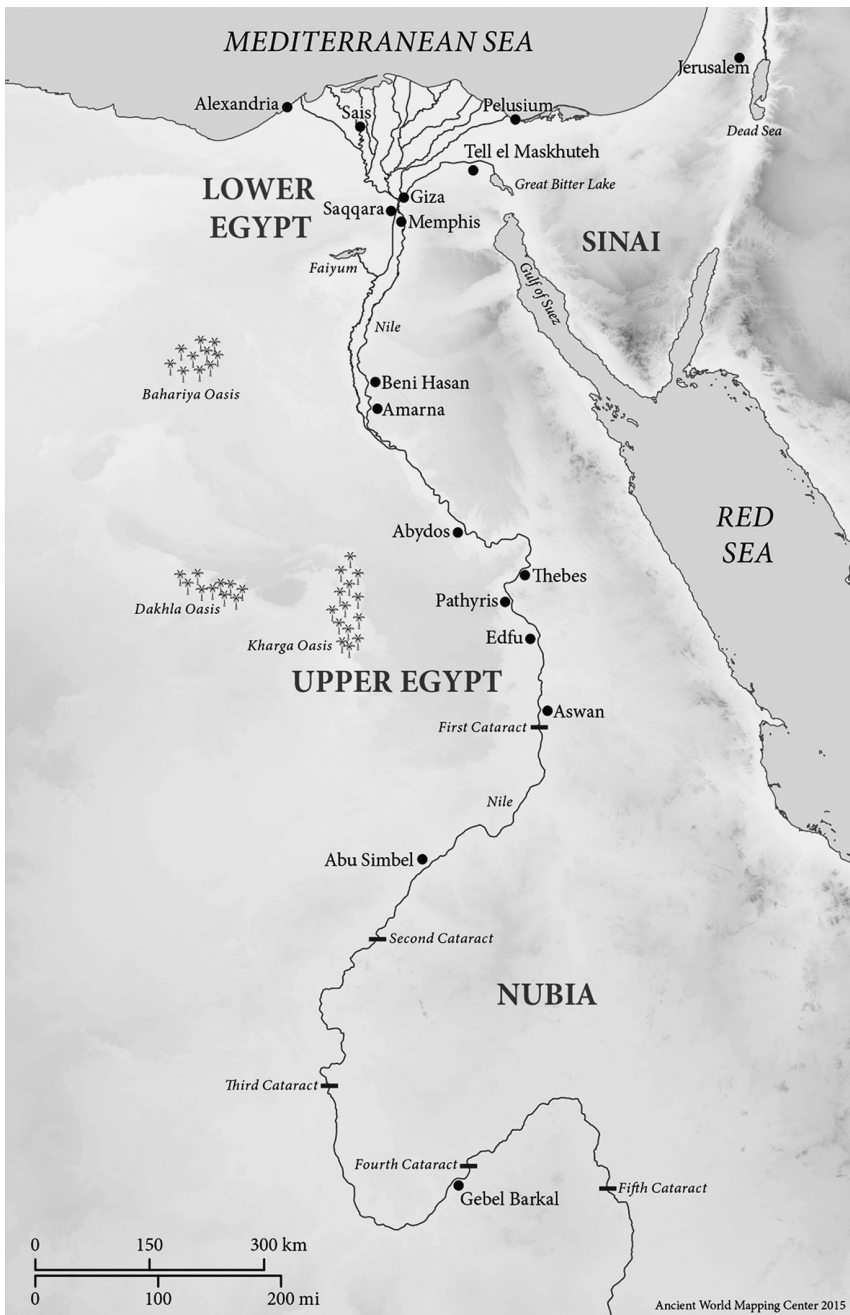 MEDITERRANEAN SEA
Jerusalem
Alexandria
Sais
Pelusium
Dead Sea
Tell el Maskhuteh
LOWER
EGYPT
Great Bitter Lake
Giza
Saqqara
Memphis
SINAI
Faiyum
Gulf of Suez
Nile
Bahariya Oasis
Beni Hasan
Amarna
RED
SEA
Abydos
Thebes
Dakhla Oasis
Pathyris
Kharga Oasis
Edfu
UPPER EGYPT
Aswan
First Cataract
Nile
Abu Simbel
Second Cataract
NUBIA
Third Cataract
Fourth Cataract
Gebel Barkal
Fifth Cataract
0 150 300 km
0 100 200 mi
Ancient World Mapping Center 2015